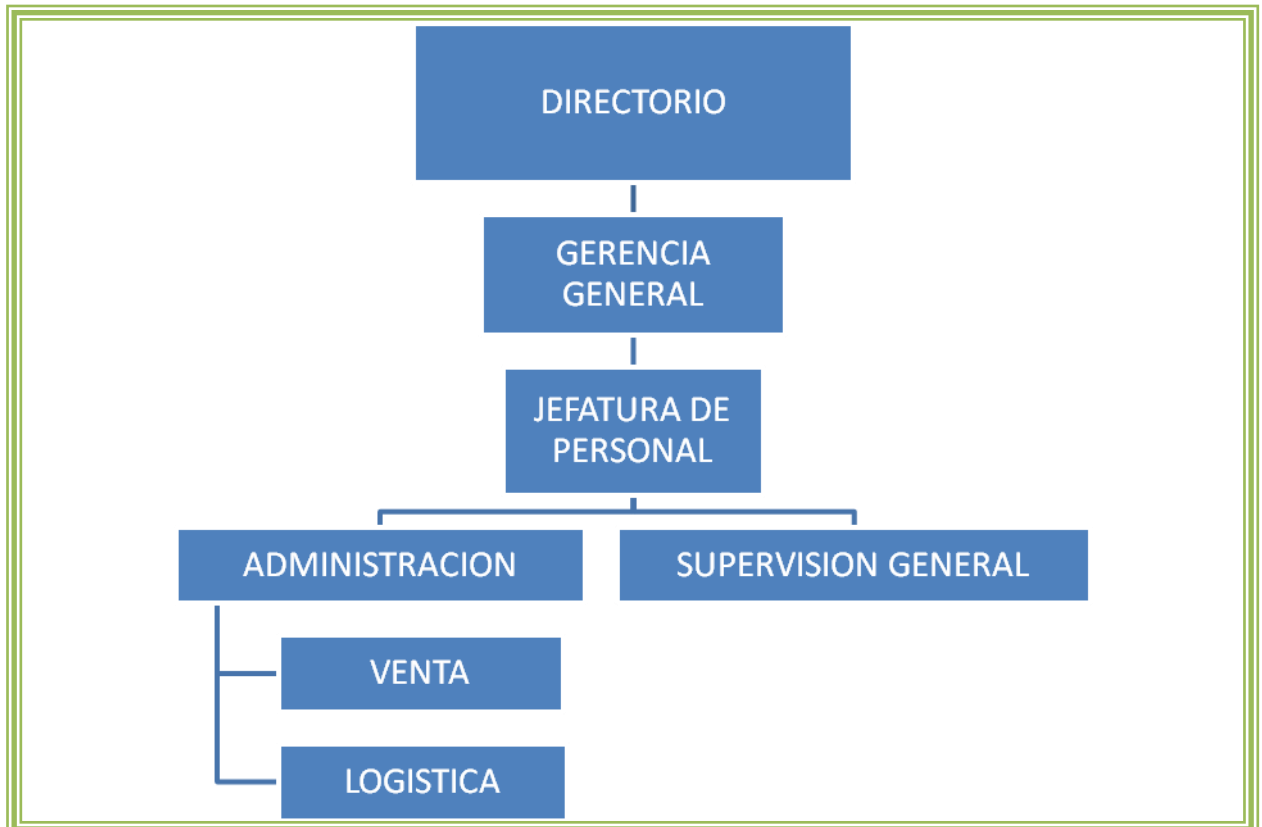 DIRECTORIO
GERENCIA
GENERAL
JEFATURA DE
PERSONAL
ADMINISTRACION
SUPERVISION GENERAL
VENTA
LOGISTICA